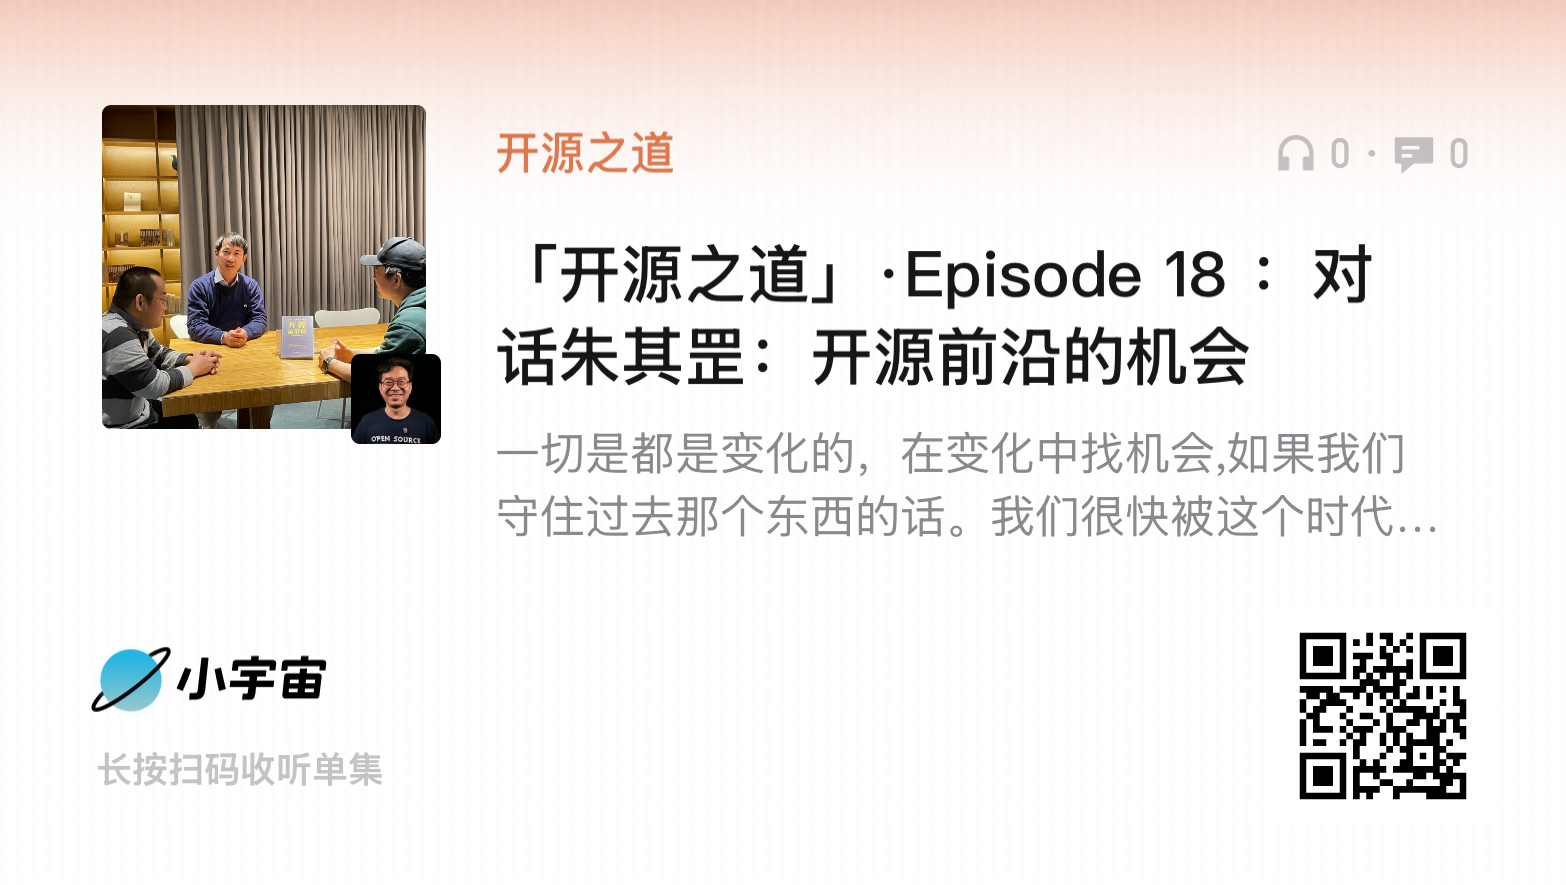 开源之道
0 · 0
「开源之道」·Episode 18 ： 对
话朱其罡：开源前沿的机会
一切是都是变化的，在变化中找机会,如果我们
守住过去那个东西的话。我们很快被这个时代...
OPEN SOURCE
小宇宙
长按扫码收听单集